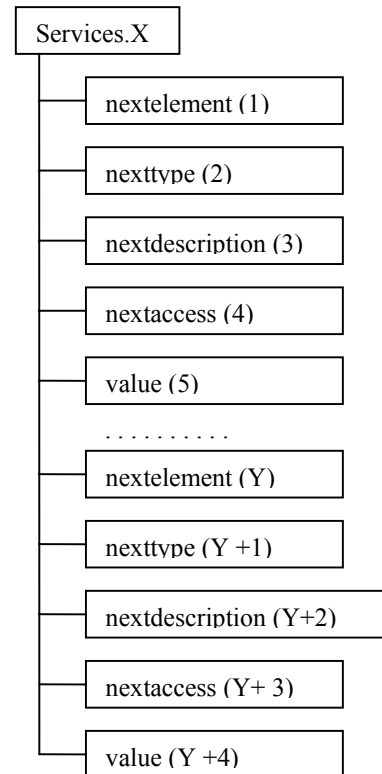 Services.X
nextelement (1)
nexttype (2)
nextdescription (3)
nextaccess (4)
value (5)
. . . . . . . . . .
nextelement (Y)
nexttype (Y +1)
nextdescription (Y+2)
nextaccess (Y+ 3)
value (Y +4)